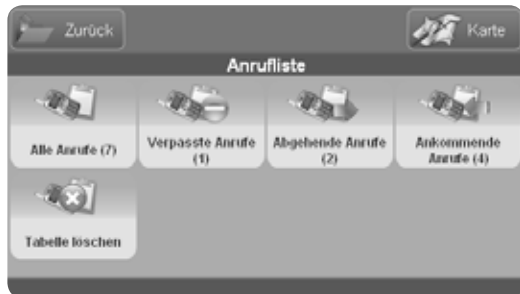 Zurück
Karte
Anrufliste
Alle Anrufe (7)
Verpasste Anrufe
(1)
Abgehende Anrufe
(2)
Ankommende
Anrufe (4)
Tabelle löschen